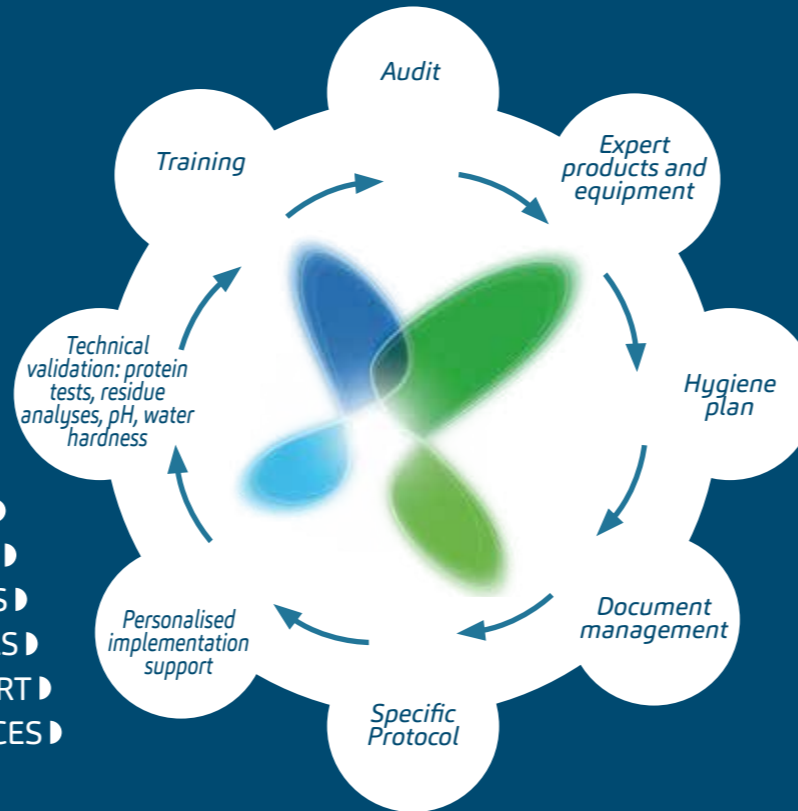 Audit
Expert
products and
equipment
Hygiene
plan
Document
management
Specific
Protocol
Personalised
implementation
support
Technical
validation: protein
tests, residue
analyses, pH, water
hardness
Training